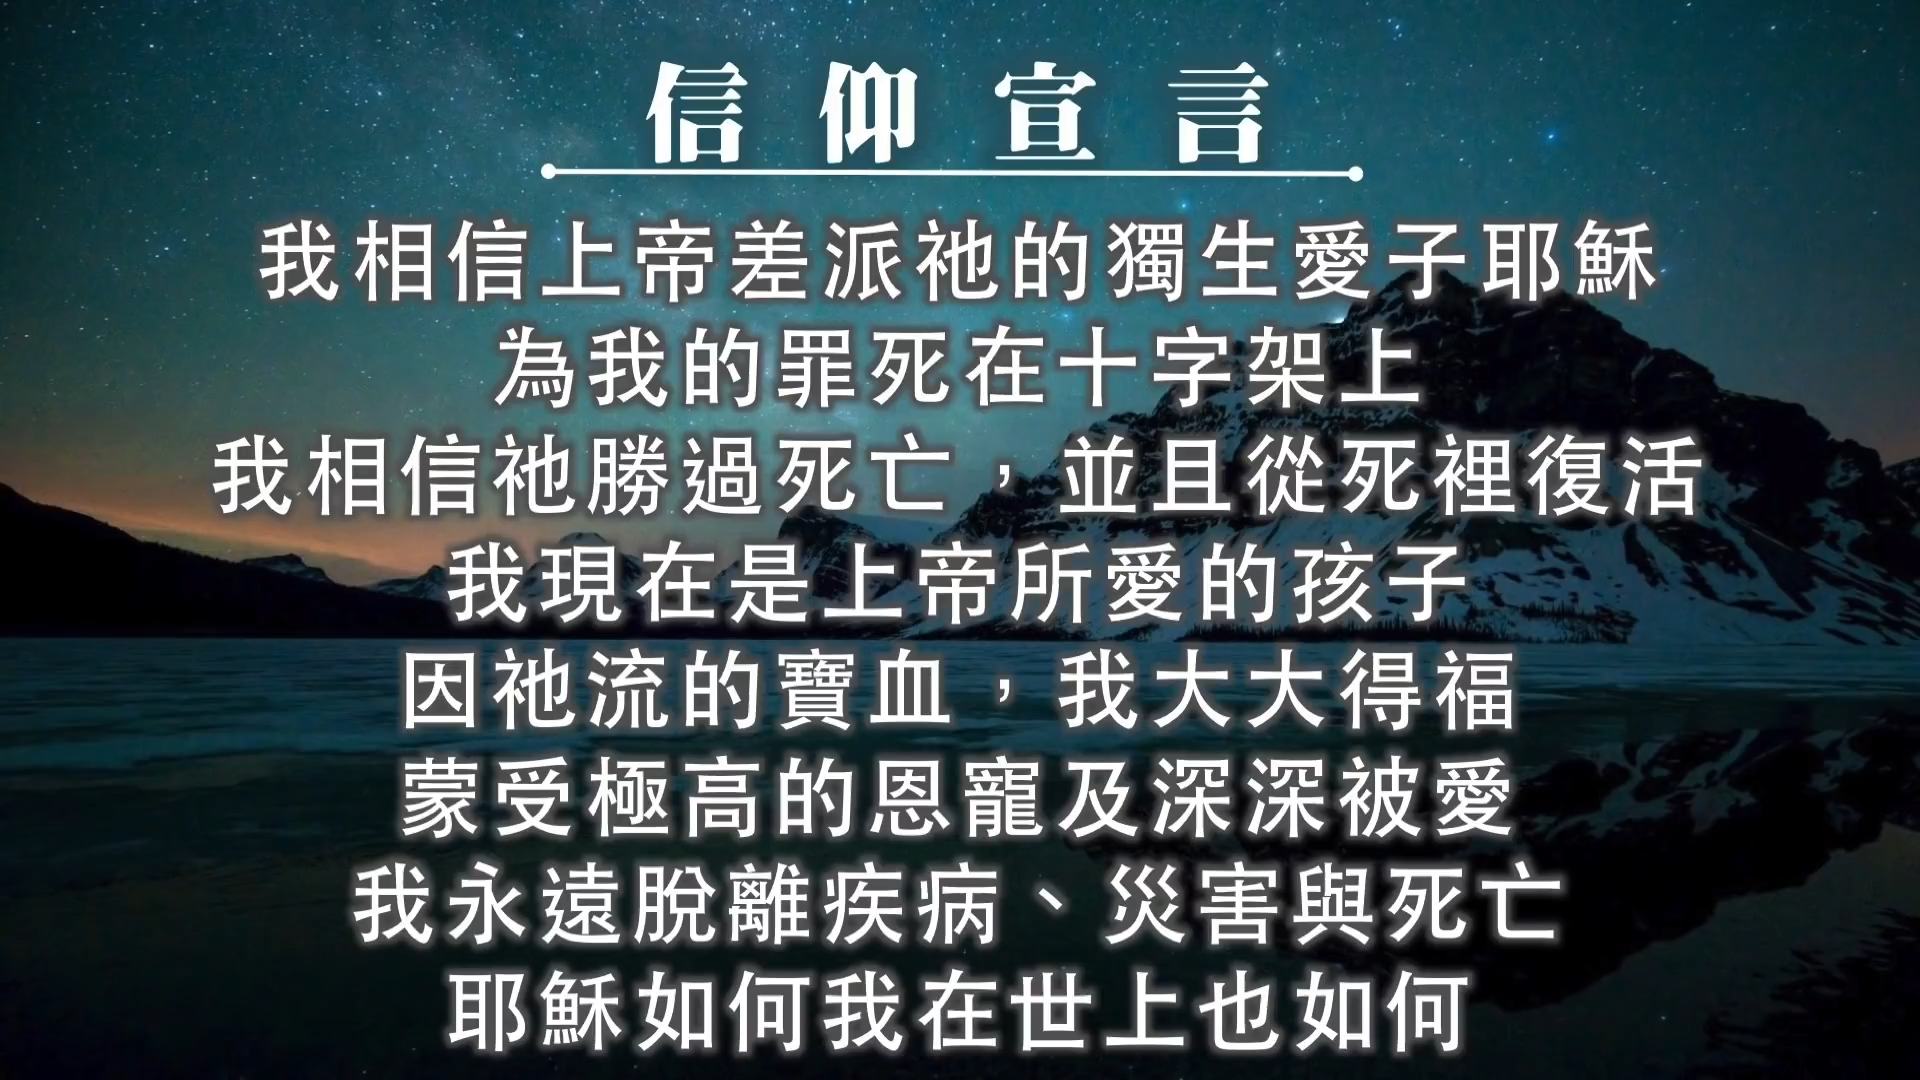 信仰宣言
我相信上帝差派祂的獨生愛子耶穌
為我的罪死在十字架上
我相信祂勝過死亡，並且從死裡復活
我現在是上帝所愛的孩子
因祂流的寶血，我大大得福
蒙受極高的恩寵及深深被愛
我永遠脫離疾病、災害與死亡
耶穌如何我在世上也如何